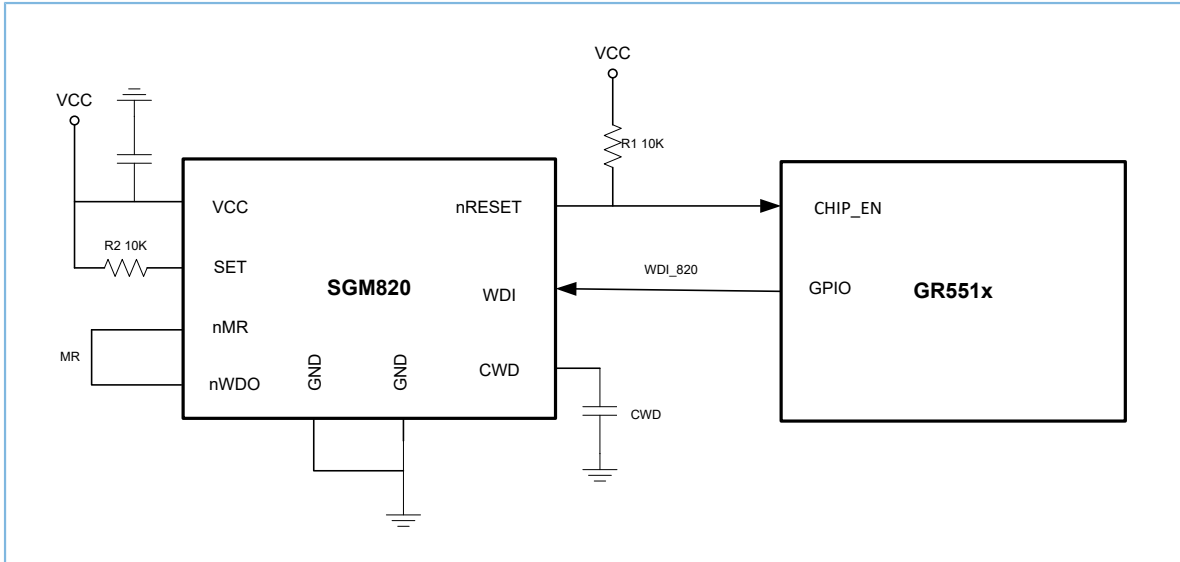 VCC
VCC
R1 10K
VCC
nRESET
CHIP_EN
R2 10K
SET
WDI_820
SGM820
WDI
GPIO
GR551x
nMR
MR
nWDO
GND
GND
CWD
CWD